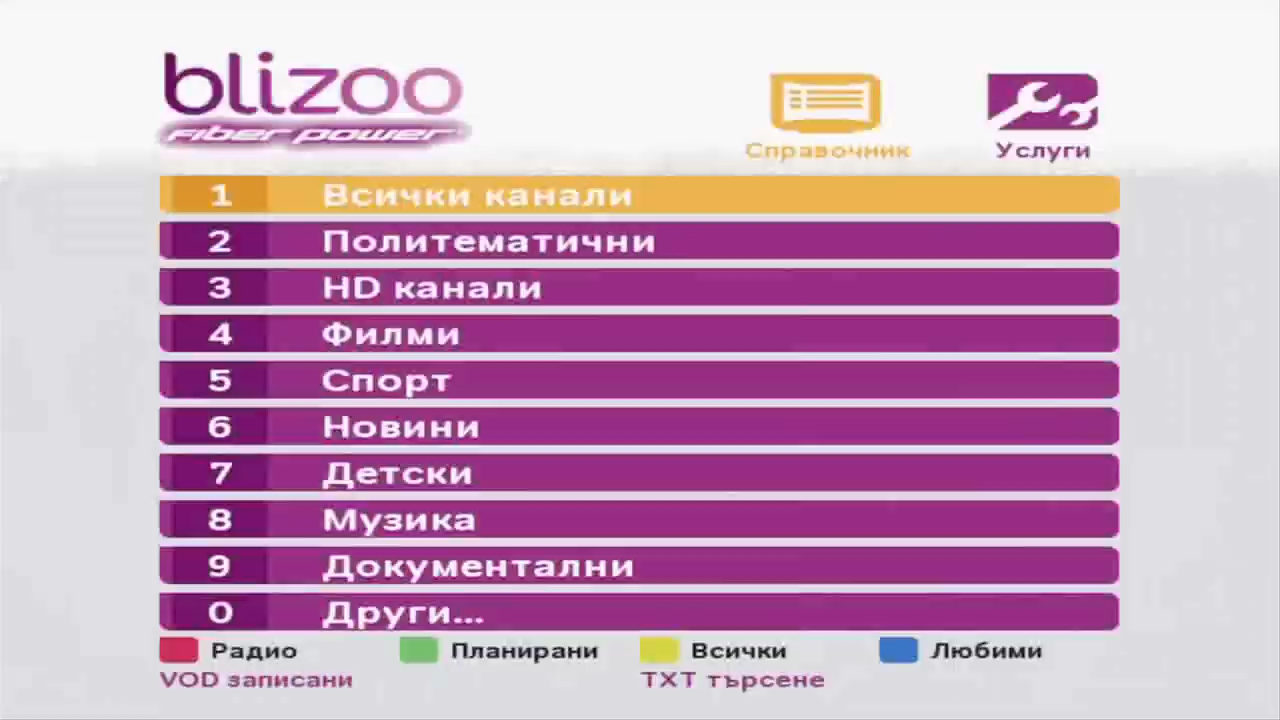 blizoo
Fiber power
Справочник
Услуги
1 Всички канали
2 Политематични
3 HD канали
4 Филми
5 Спорт
6 Новини
7 Детски
8 Музика
9 Документални
0 Други...
Радио Планирани Всички Любими
VOD записани TXT търсене